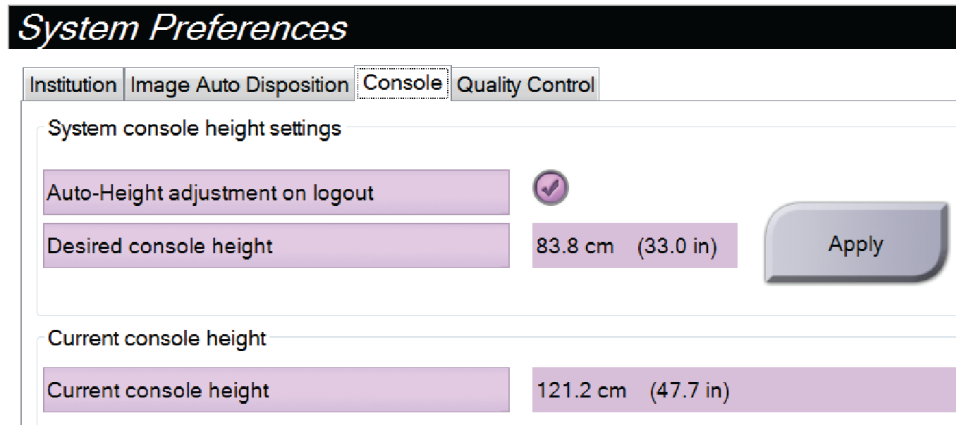 System Preferences
Institution Image Auto Disposition Console Quality Control
System console height settings
Auto-Height adjustment on logout
Desired console height 83.8 cm (33.0 in) Apply
Current console height
Current console height 121.2 cm (47.7 in)